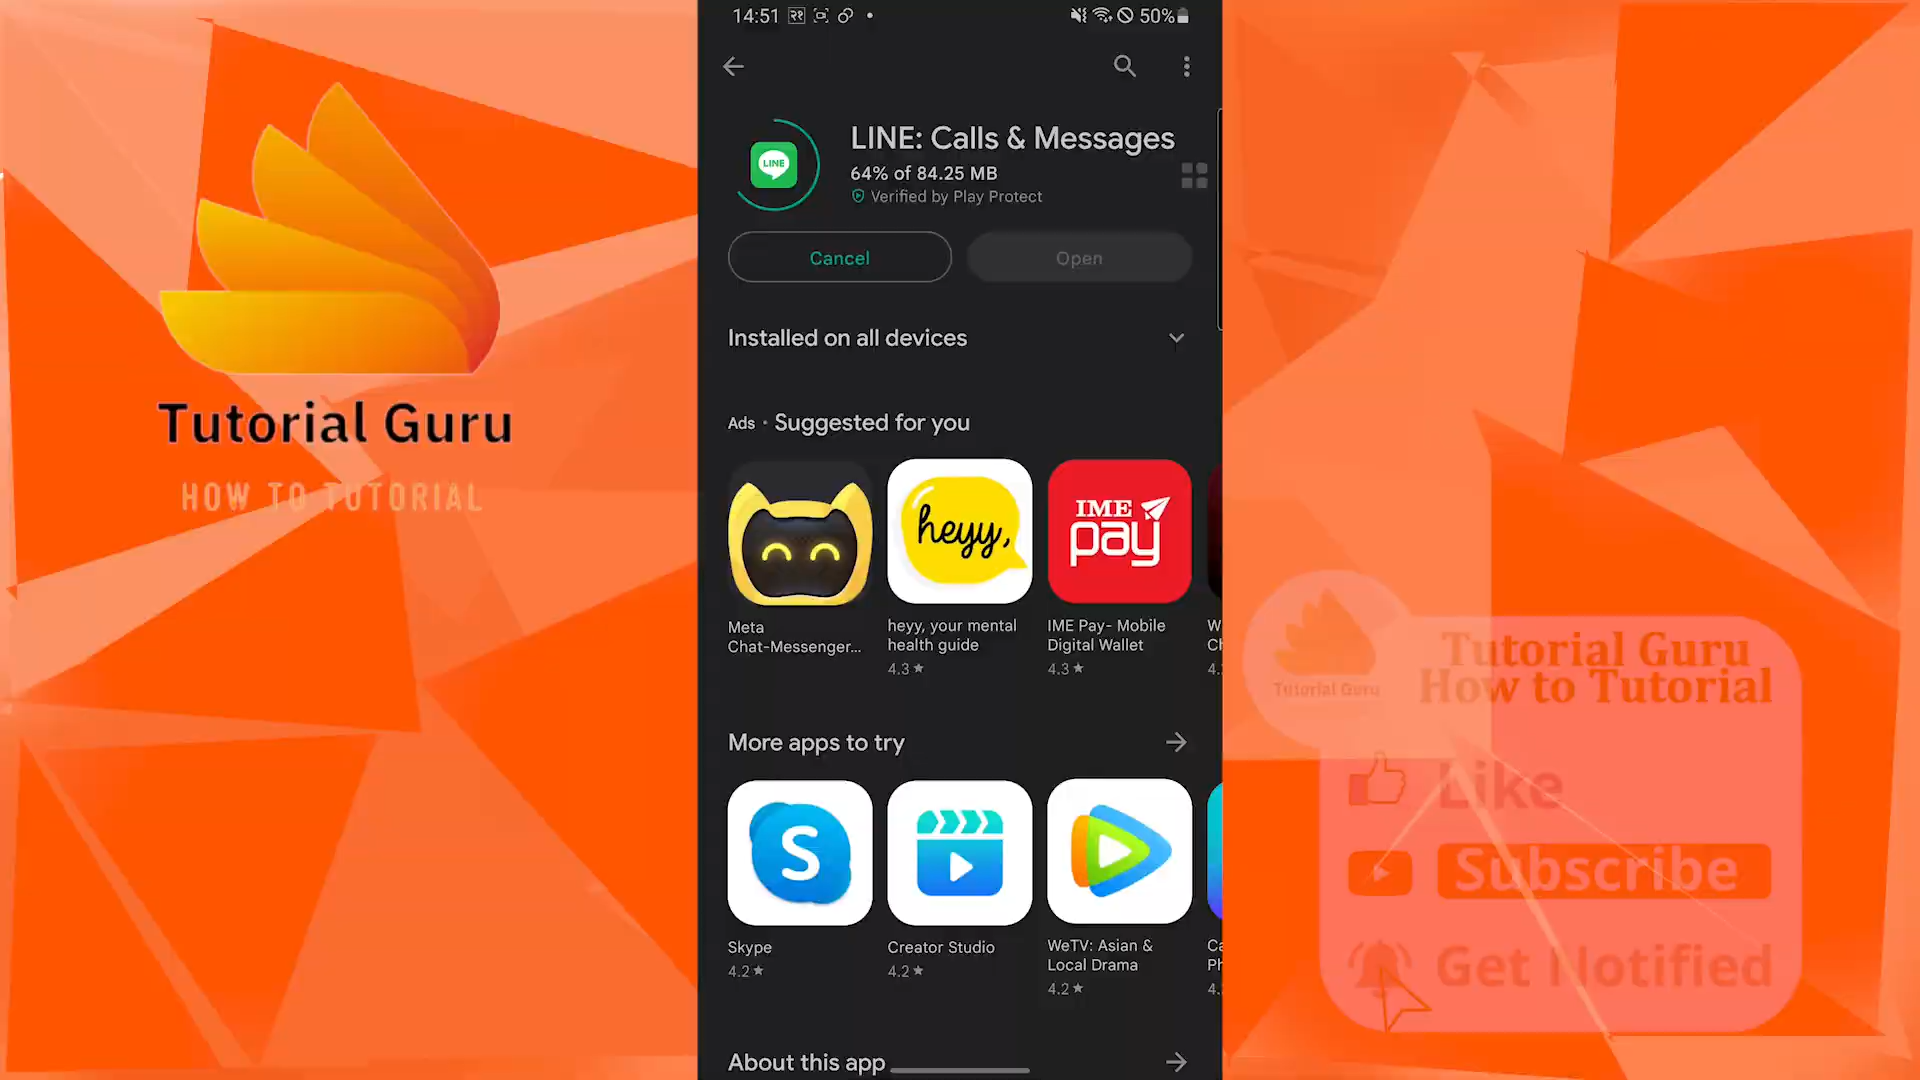 14:51
50%
LINE
LINE: Calls & Messages
64% of 84.25 MB
Verified by Play Protect
Cancel
Open
Installed on all devices
Ads • Suggested for you
heyy,
IME
pay
Meta
Chat-Messenger...
heyy, your mental
health guide
4.3★
IME Pay- Mobile
Digital Wallet
4.3★
More apps to try
S
Skype
4.2★
Creator Studio
4.2★
WeTV: Asian &
Local Drama
4.2★
About this app
Tutorial Guru
HOW TO TUTORIAL
Tutorial Guru
Tutorial Guru
How to Tutorial
Like
Subscribe
Get Notified